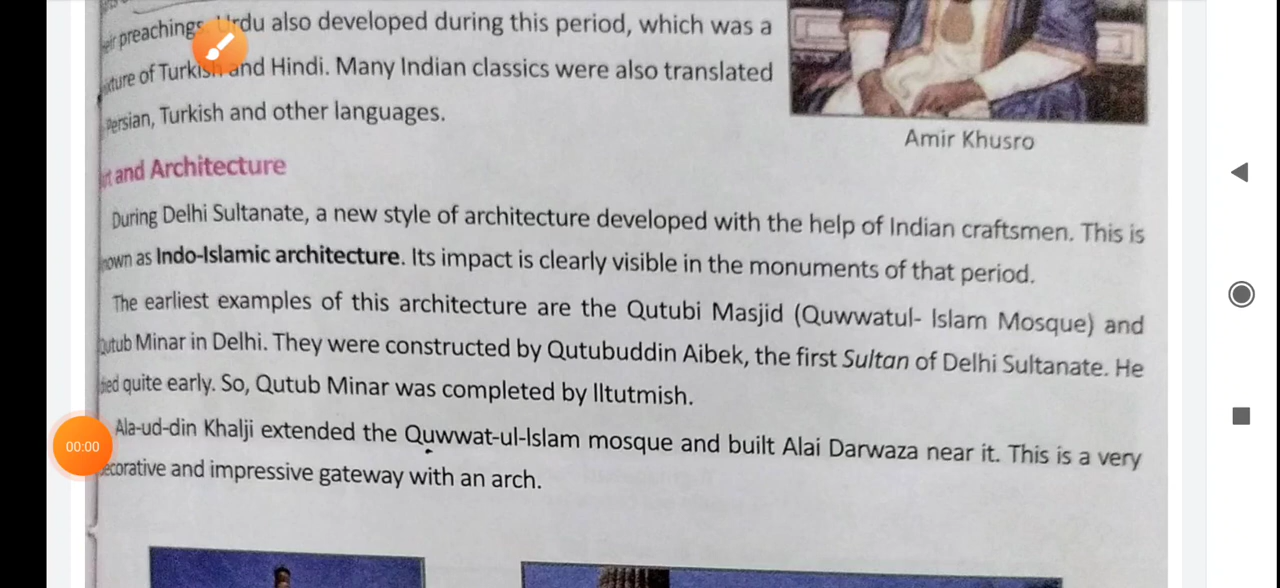 preachings. Urdu also developed during this period, which was a
of Turkish and Hindi. Many Indian classics were also translated
Persian, Turkish and other languages.
Amir Khusro
and Architecture
During Delhi Sultanate, a new style of architecture developed with the help of Indian craftsmen. This is
as Indo-Islamic architecture. Its impact is clearly visible in the monuments of that period.
The earliest examples of this architecture are the Qutubi Masjid (Quwwatul- Islam Mosque) and
Qutub Minar in Delhi. They were constructed by Qutubuddin Aibek, the first Sultan of Delhi Sultanate. He
quite early. So, Qutub Minar was completed by Iltutmish.
00:00
Ala-ud-din Khalji extended the Quwwat-ul-Islam mosque and built Alai Darwaza near it. This is a very
decorative and impressive gateway with an arch.